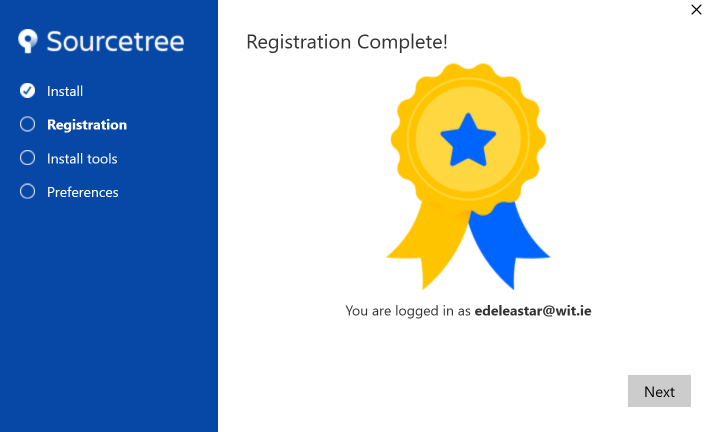 Sourcetree
Install
Registration
Install tools
Preferences
Registration Complete!
You are logged in as edeleastar@wit.ie
Next